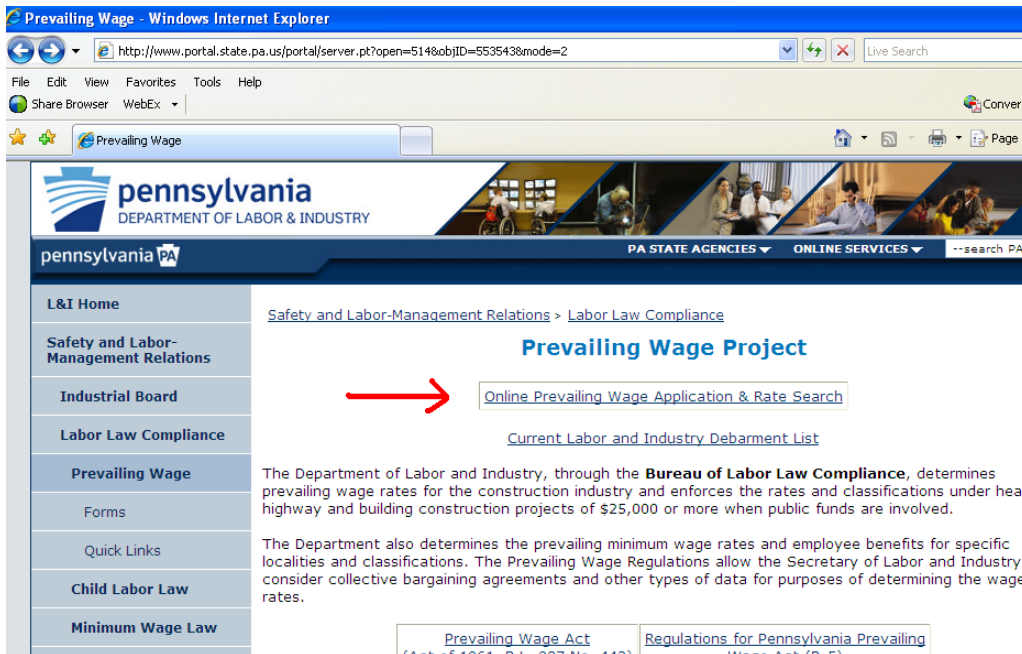 Prevailing Wage - Windows Internet Explorer
http://www.portal.state.pa.us/portal/server.pt?open=514&objID=553543&mode=2
Live Search
File Edit View Favorites Tools Help
Share Browser WebEx
Conver
Prevailing Wage
Page
pennsylvania
DEPARTMENT OF LABOR & INDUSTRY
pennsylvania PA
PA STATE AGENCIES ONLINE SERVICES --search PA
L&I Home
Safety and Labor-
Management Relations
Industrial Board
Labor Law Compliance
Prevailing Wage
Forms
Quick Links
Child Labor Law
Minimum Wage Law
Safety and Labor-Management Relations > Labor Law Compliance
Prevailing Wage Project
Online Prevailing Wage Application & Rate Search
Current Labor and Industry Debarment List
The Department of Labor and Industry, through the Bureau of Labor Law Compliance, determines
prevailing wage rates for the construction industry and enforces the rates and classifications under hea
highway and building construction projects of $25,000 or more when public funds are involved.
The Department also determines the prevailing minimum wage rates and employee benefits for specific
localities and classifications. The Prevailing Wage Regulations allow the Secretary of Labor and Industry
consider collective bargaining agreements and other types of data for purposes of determining the wage
rates.
Prevailing Wage Act
Regulations for Pennsylvania Prevailing